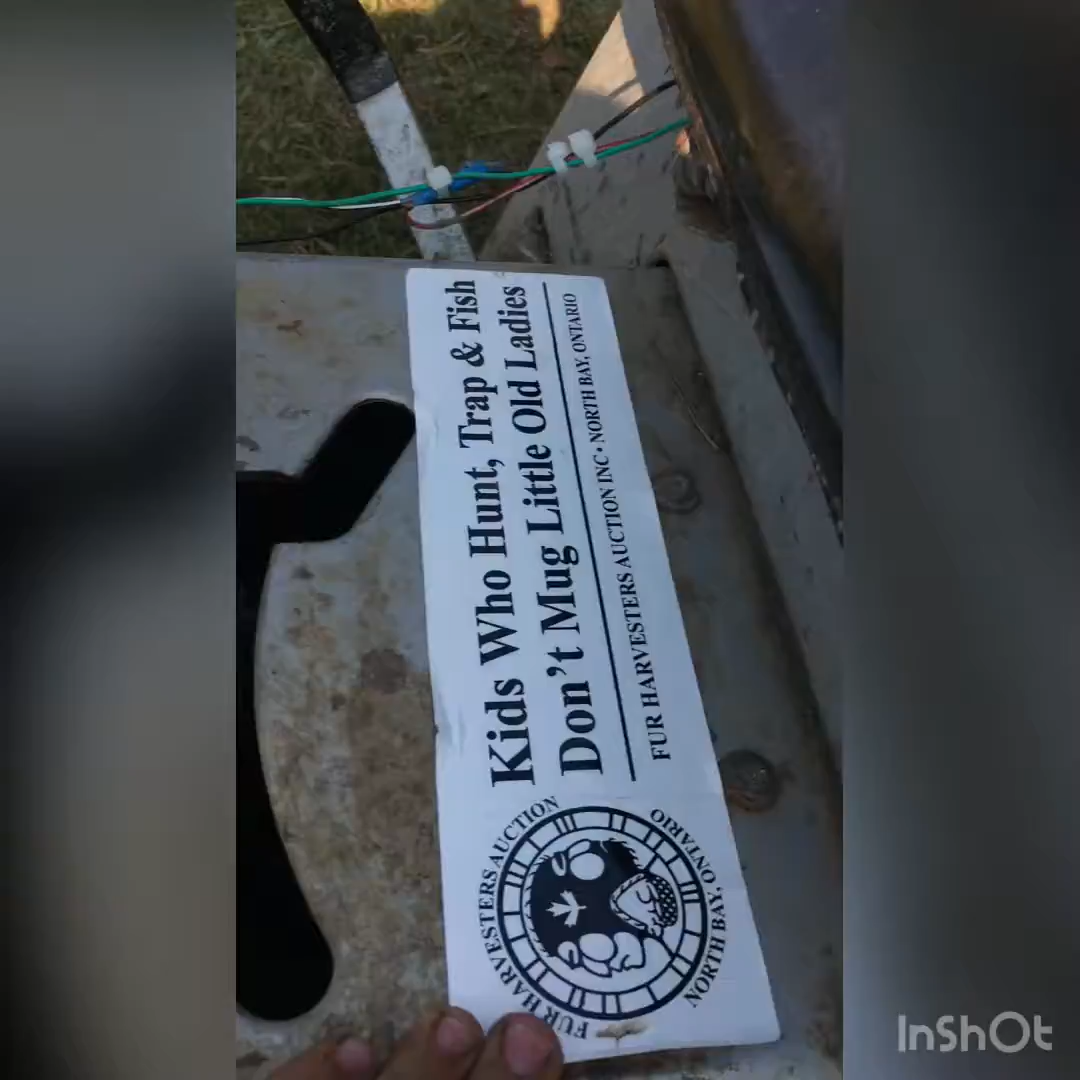 Kids Who Hunt, Trap & Fish
Don't Mug Little Old Ladies
FUR HARVESTERS AUCTION INC • NORTH BAY, ONTARIO
FUR HARVESTERS AUCTION
NORTH BAY, ONTARIO
InShOt